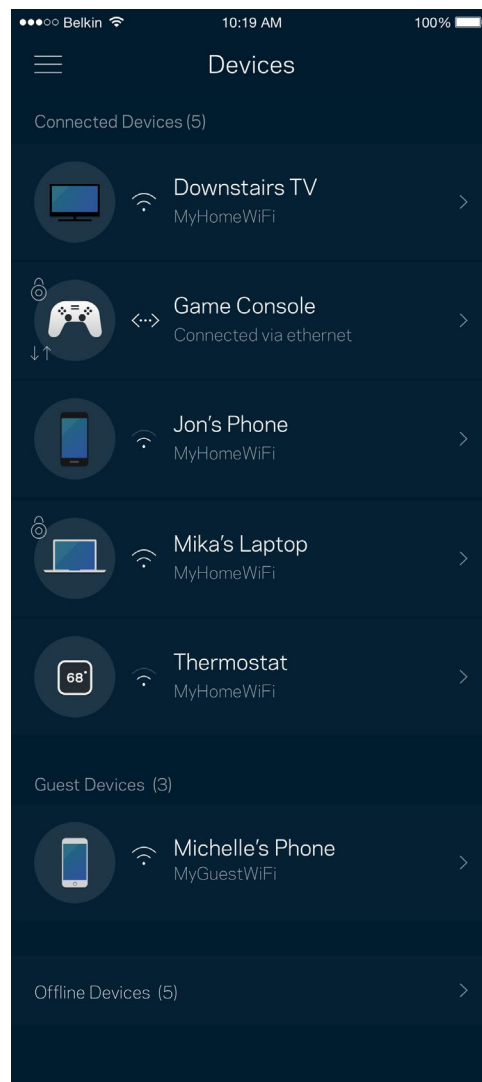 Belkin 10:19 AM 100%
Devices
Connected Devices (5)
Downstairs TV
MyHomeWiFi
Game Console
Connected via ethernet
Jon's Phone
MyHomeWiFi
Mika's Laptop
MyHomeWiFi
68°
Thermostat
MyHomeWiFi
Guest Devices (3)
Michelle's Phone
MyGuestWiFi
Offline Devices (5)